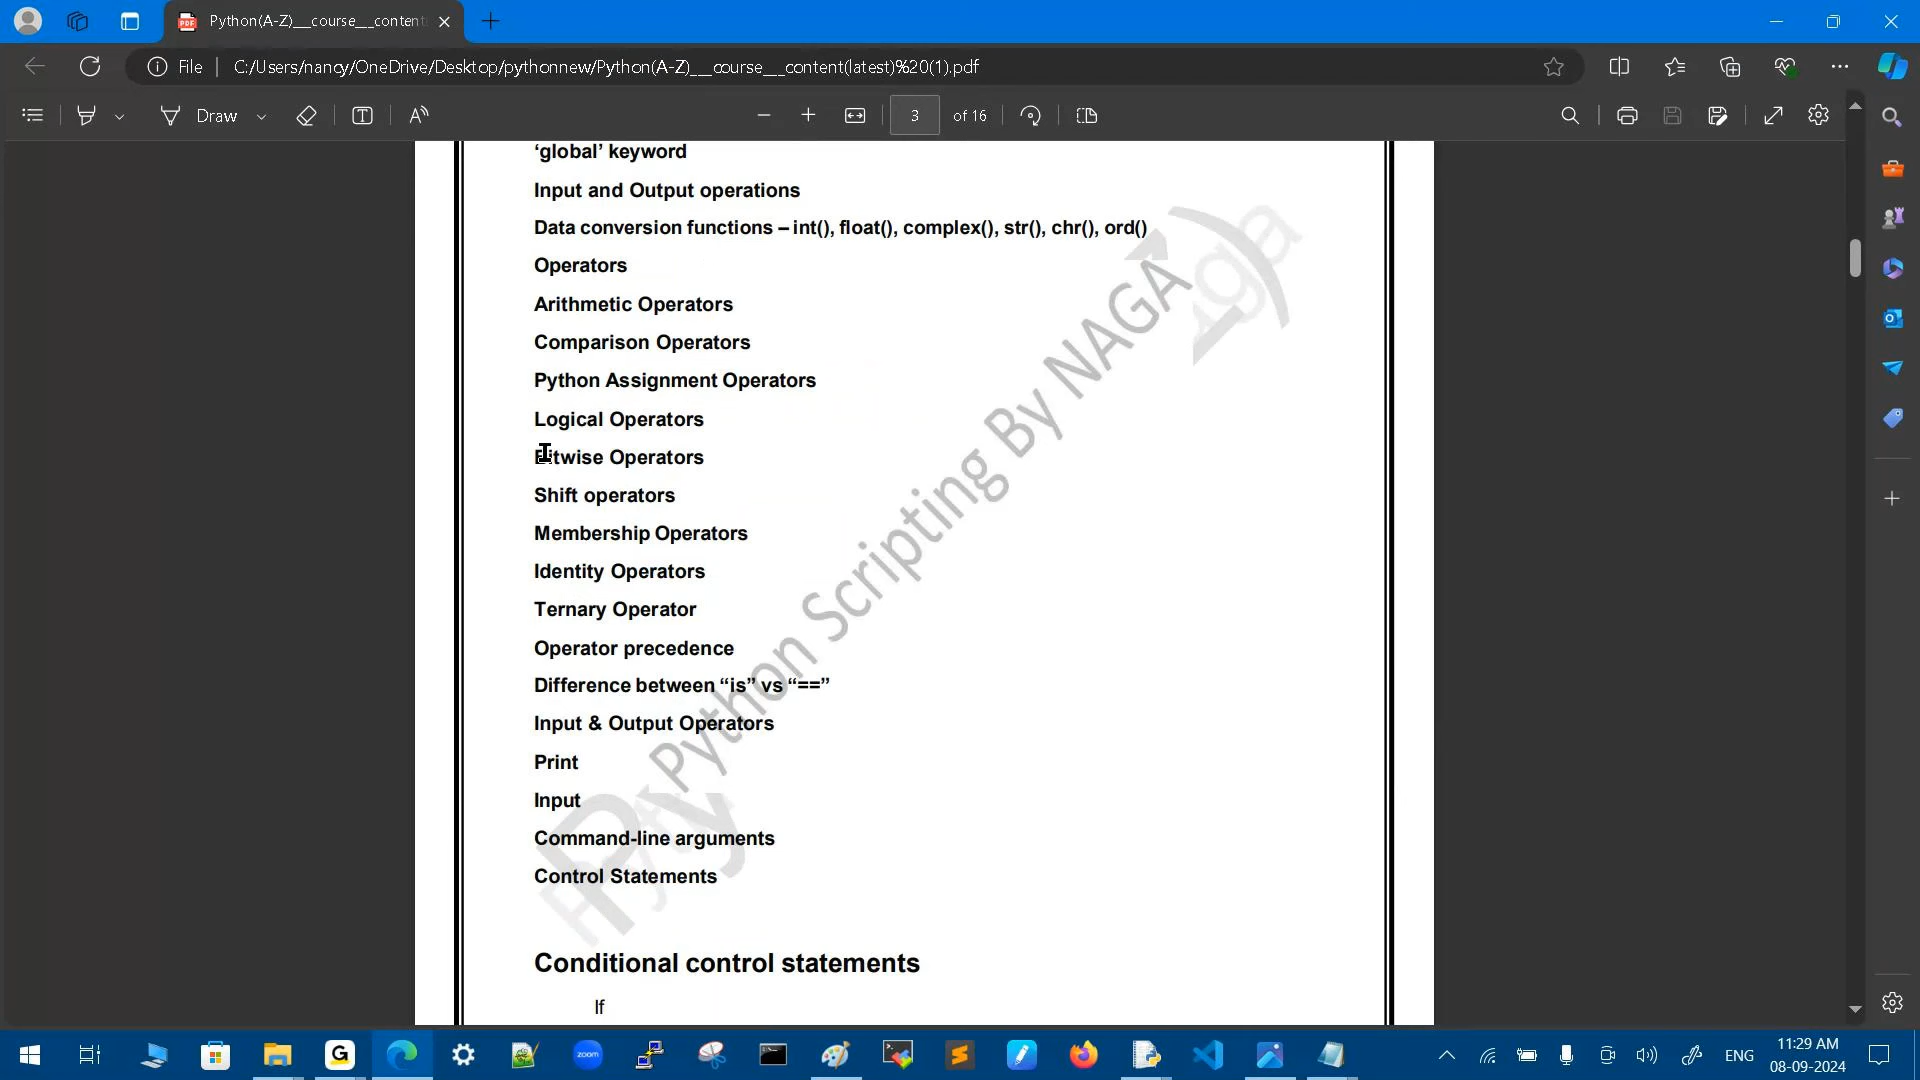 Python(A-Z)__course__content
File
C:/Users/nancy/OneDrive/Desktop/pythonnew/Python(A-Z)___course___content(latest)%20(1).pdf
Draw
3
of 16
‘global’ keyword
Input and Output operations
Data conversion functions – int(), float(), complex(), str(), chr(), ord()
Operators
Arithmetic Operators
Comparison Operators
Python Assignment Operators
Logical Operators
Bitwise Operators
Shift operators
Membership Operators
Identity Operators
Ternary Operator
Operator precedence
Difference between “is” vs “==”
Input & Output Operators
Print
Input
Command-line arguments
Control Statements
Python Scripting By NAGA
Conditional control statements
If
zoom
ENG
11:29 AM
08-09-2024